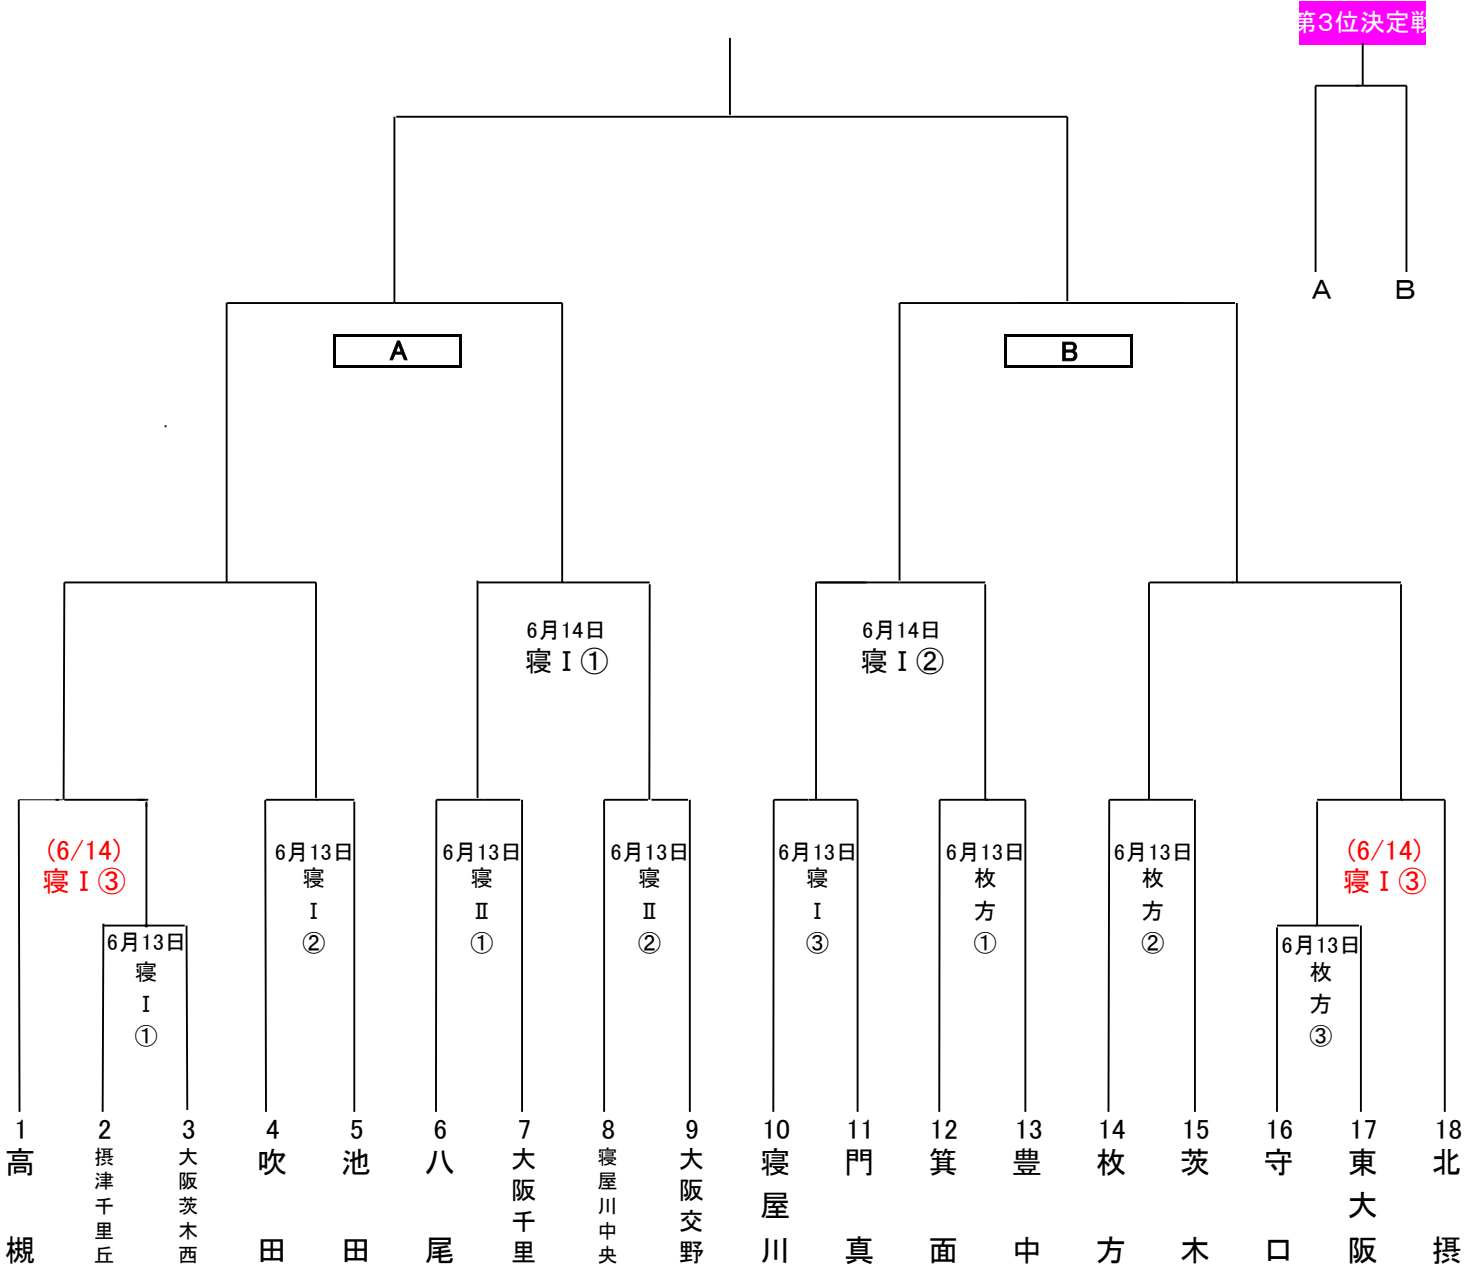 第3位決定戦
A B
A
B
6月14日
寝Ⅰ①
6月14日
寝Ⅰ②
(6/14)
寝Ⅰ③
6月13日
寝Ⅰ①
6月13日
寝Ⅰ②
6月13日
寝Ⅱ①
6月13日
寝Ⅱ②
6月13日
寝Ⅰ③
6月13日
枚方①
6月13日
枚方②
(6/14)
寝Ⅰ③
6月13日
枚方③
1
高槻
2
摂津千里丘
3
大阪茨木西
4
吹田
5
池田
6
八尾
7
大阪千里
8
寝屋川中央
9
大阪交野
10
寝屋川
11
門真
12
箕面
13
豊中
14
枚方
15
茨木
16
守口
17
東大阪
18
北摂